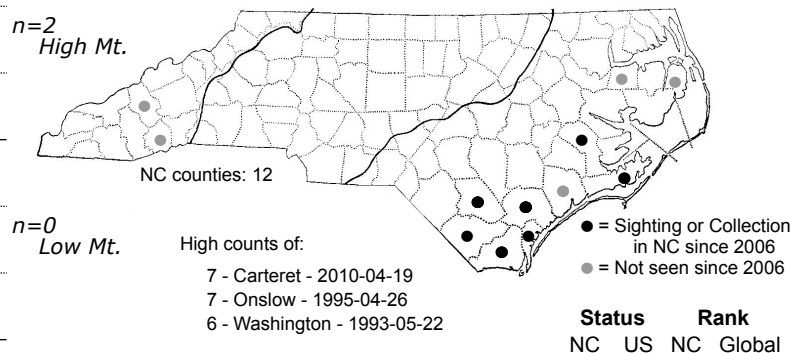 n=2
High Mt.
NC counties: 12
n=0
Low Mt.
High counts of:
7 - Carteret - 2010-04-19
7 - Onslow - 1995-04-26
6 - Washington - 1993-05-22
= Sighting or Collection
in NC since 2006
= Not seen since 2006
Status Rank
NC US NC Global